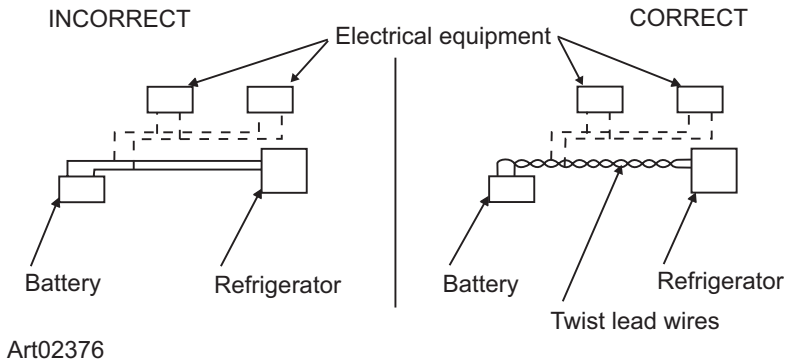 INCORRECT
CORRECT
Electrical equipment
Battery
Refrigerator
Battery
Refrigerator
Twist lead wires
Art02376